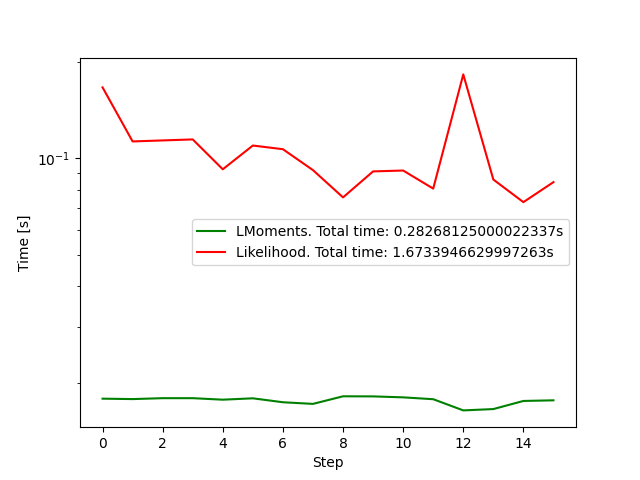 10⁻¹
Time [s]
LMoments. Total time: 0.28268125000022337s
Likelihood. Total time: 1.6733946629997263s
0 2 4 6 8 10 12 14
Step